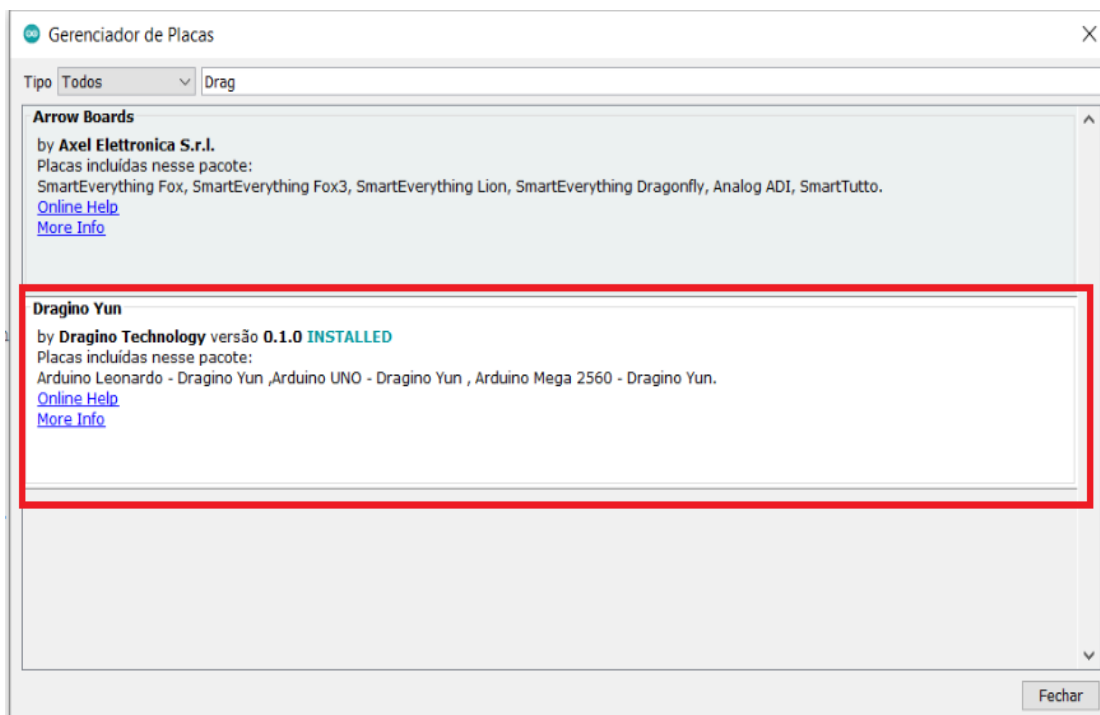 Gerenciador de Placas
Tipo Todos Drag
Arrow Boards
by Axel Elettronica S.r.l.
Placas incluídas nesse pacote:
SmartEverything Fox, SmartEverything Fox3, SmartEverything Lion, SmartEverything Dragonfly, Analog ADI, SmartTutto.
Online Help
More Info
Dragino Yun
by Dragino Technology versão 0.1.0 INSTALLED
Placas incluídas nesse pacote:
Arduino Leonardo - Dragino Yun ,Arduino UNO - Dragino Yun , Arduino Mega 2560 - Dragino Yun.
Online Help
More Info
Fechar